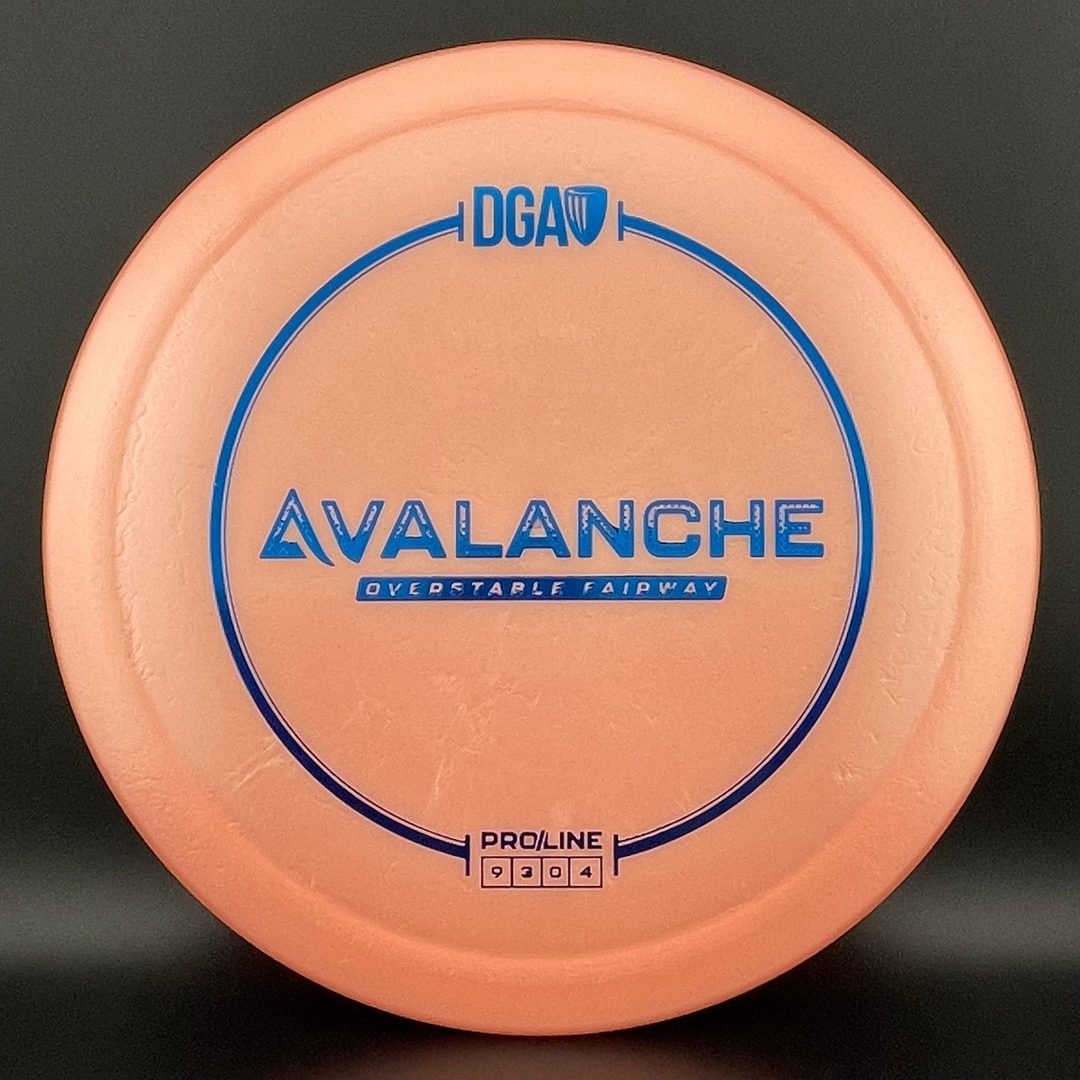 DGA
AVALANCHE
OVERSTABLE FAIRWAY
PRO/LINE
9 3 0 4